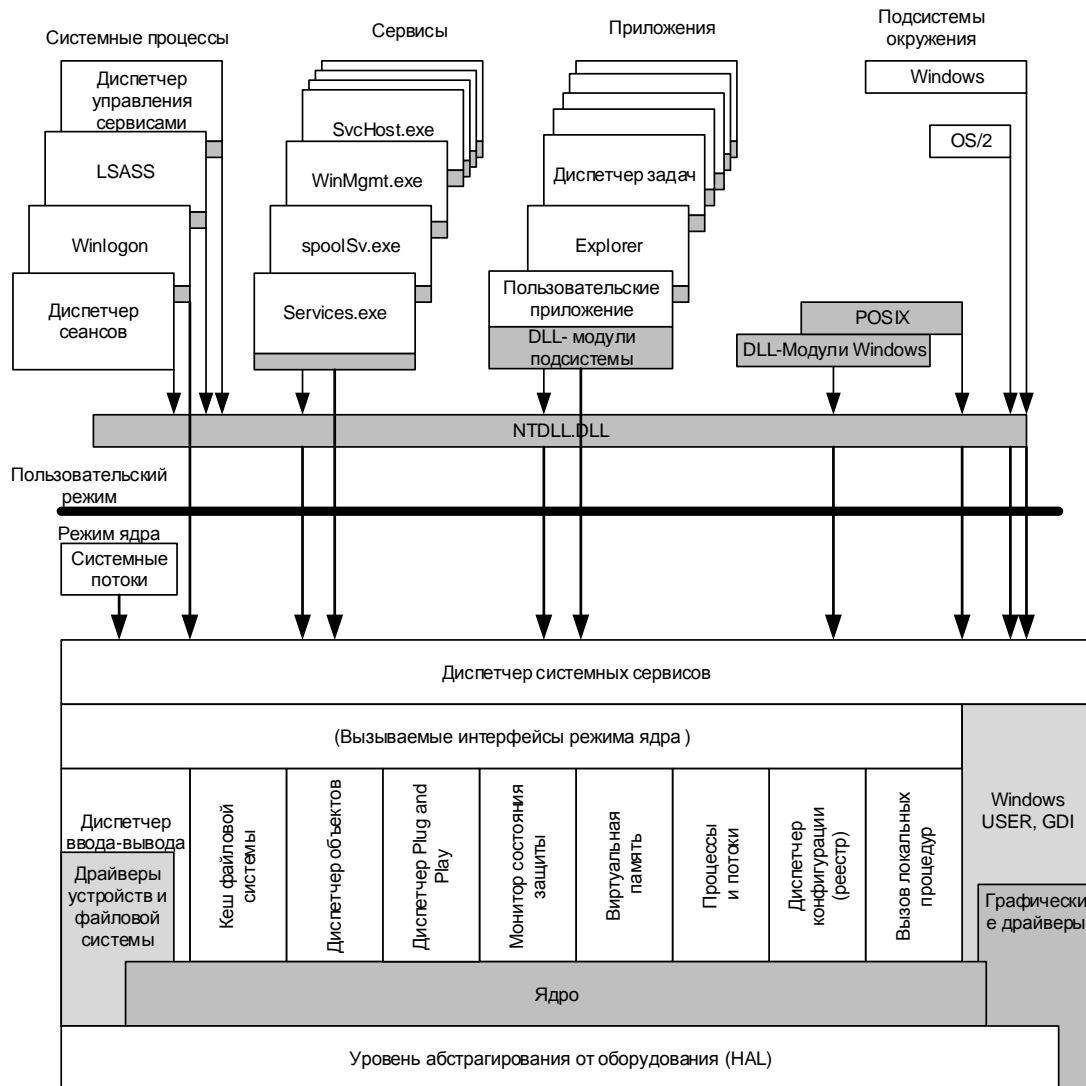 Системные процессы
Сервисы
Приложения
Подсистемы
окружения
Диспетчер
управления
сервисами
LSASS
Winlogon
Диспетчер
сеансов
SvcHost.exe
WinMgmt.exe
spoolSv.exe
Services.exe
Диспетчер задач
Explorer
Пользовательские
приложение
DLL- модули
подсистемы
Windows
OS/2
POSIX
DLL-Модули Windows
NTDLL.DLL
Пользовательский
режим
Режим ядра
Системные
потоки
Диспетчер системных сервисов
(Вызываемые интерфейсы режима ядра )
Диспетчер
ввода-вывода
Драйверы
устройств и
файловой
системы
Кеш файловой
системы
Диспетчер объектов
Диспетчер Plug and
Play
Монитор состояния
защиты
Виртуальная
память
Процессы
и потоки
Диспетчер
конфигурации
(реестр)
Вызов локальных
процедур
Windows
USER, GDI
Графически
е драйверы
Ядро
Уровень абстрагирования от оборудования (HAL)